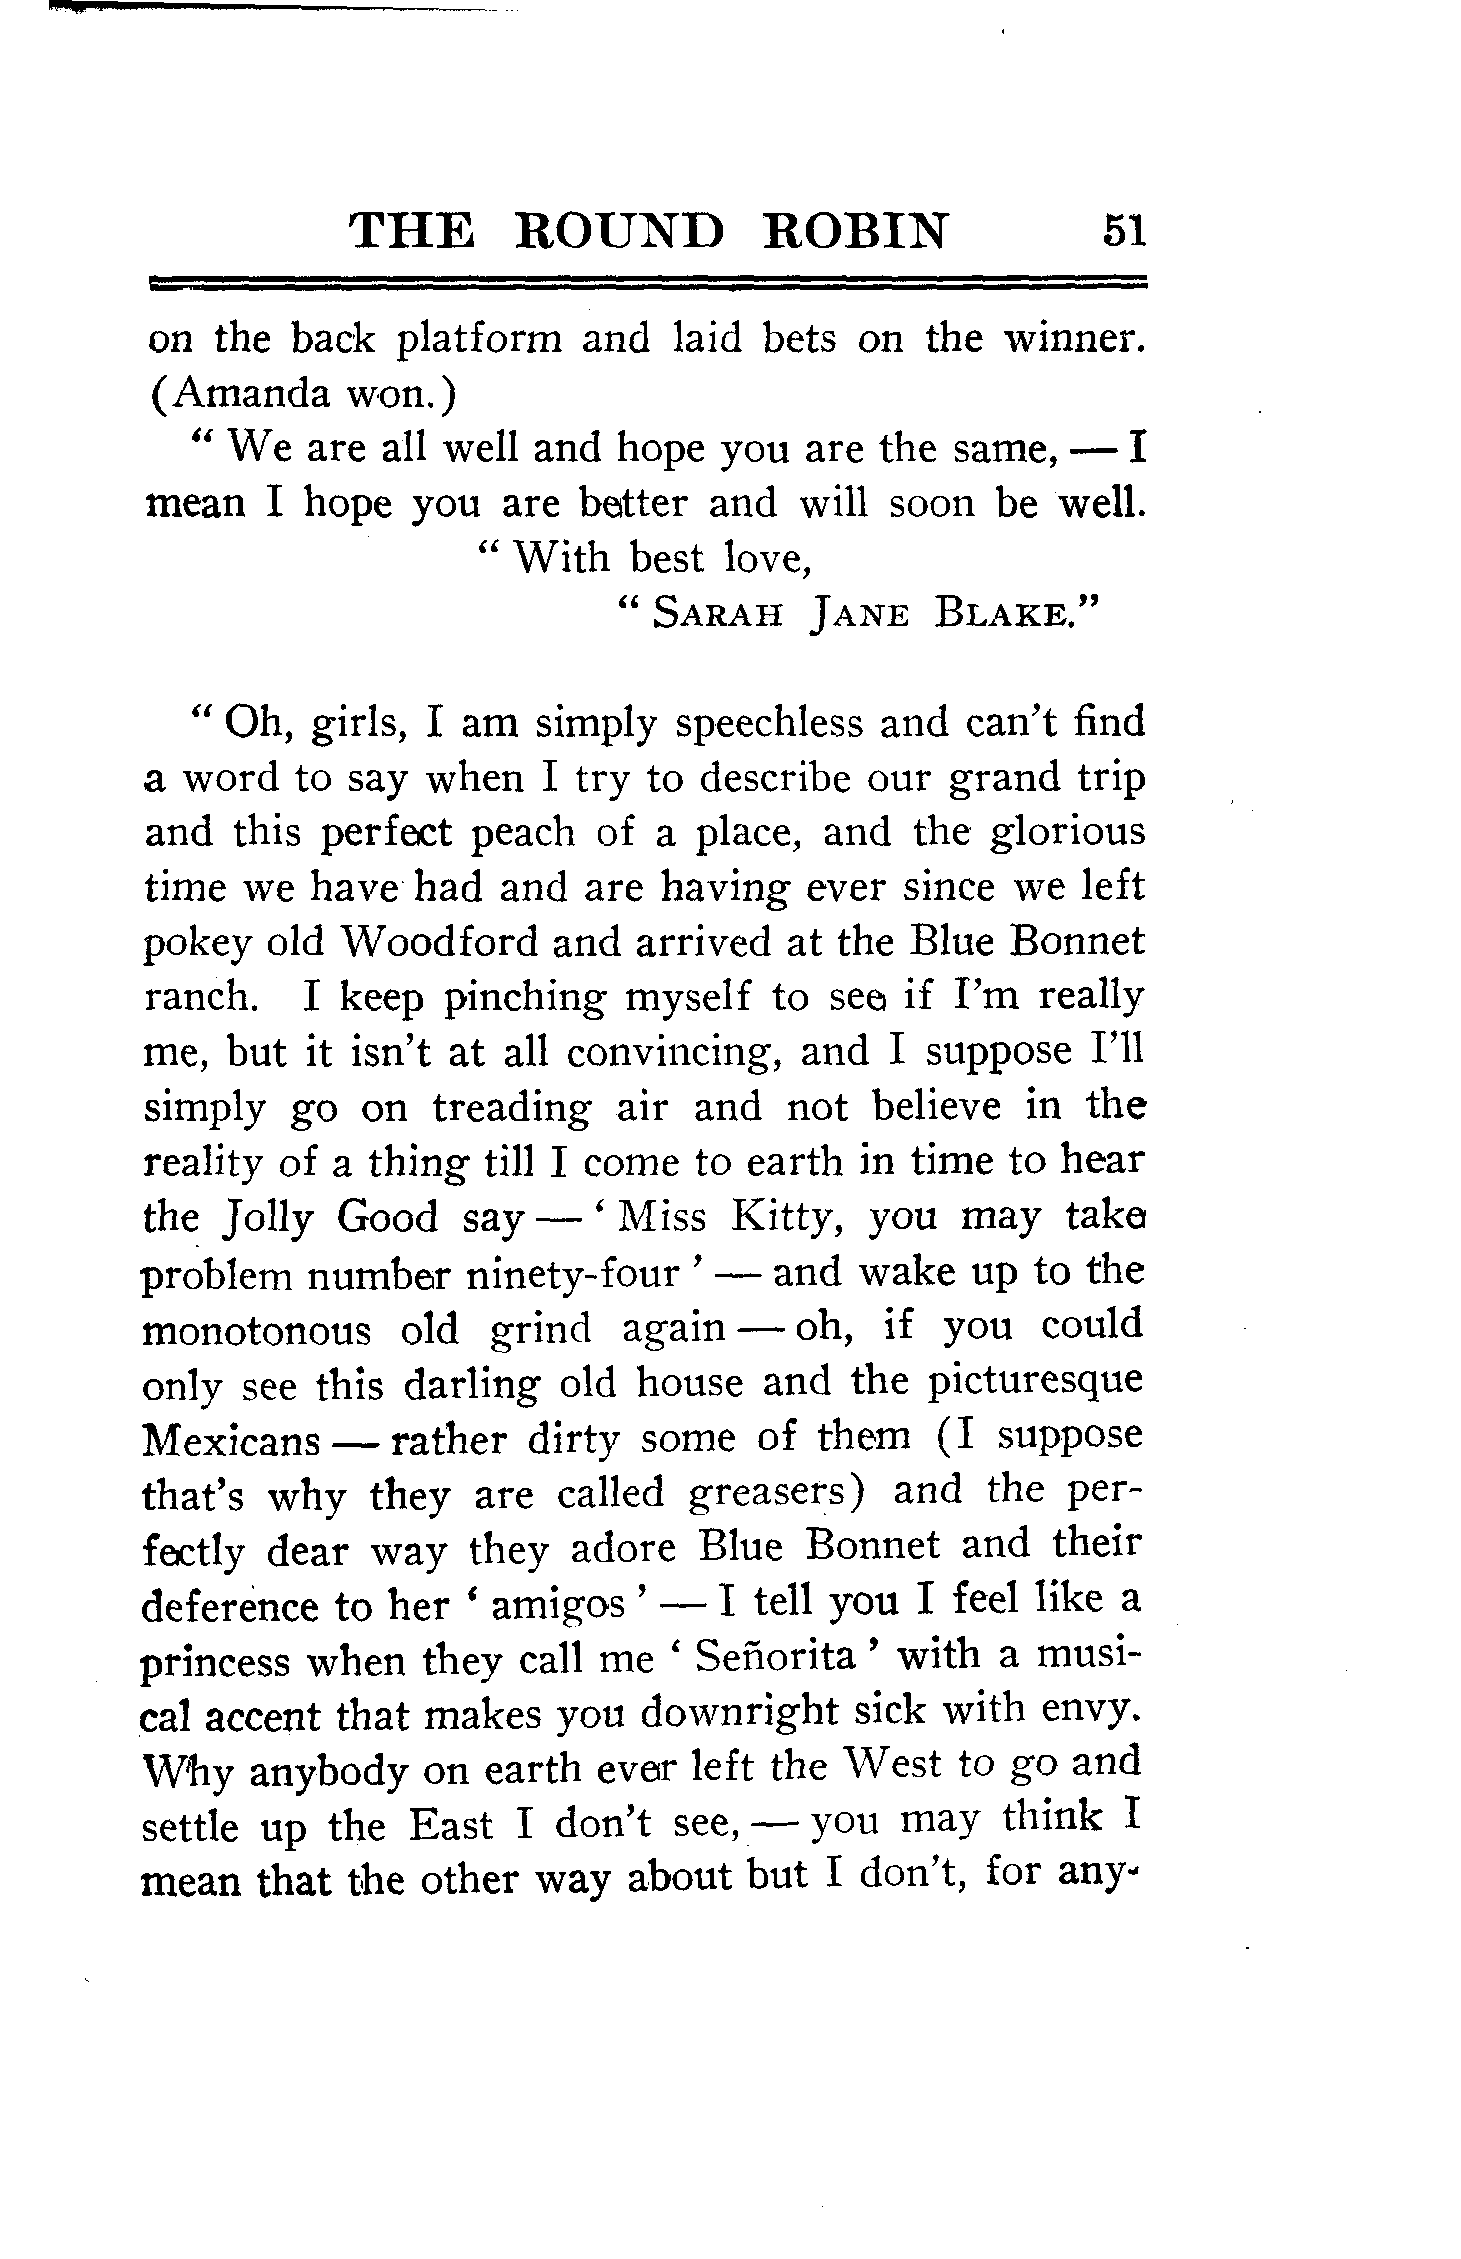 THE ROUND ROBIN 51
on the back platform and laid bets on the winner.
(Amanda won.)
" We are all well and hope you are the same, — I
mean I hope you are better and will soon be well.
" With best love,
" SARAH JANE BLAKE."
" Oh, girls, I am simply speechless and can't find
a word to say when I try to describe our grand trip
and this perfect peach of a place, and the glorious
time we have had and are having ever since we left
pokey old Woodford and arrived at the Blue Bonnet
ranch. I keep pinching myself to see if I'm really
me, but it isn't at all convincing, and I suppose I'll
simply go on treading air and not believe in the
reality of a thing till I come to earth in time to hear
the Jolly Good say — ' Miss Kitty, you may take
problem number ninety-four ' — and wake up to the
monotonous old grind again — oh, if you could
only see this darling old house and the picturesque
Mexicans — rather dirty some of them (I suppose
that's why they are called greasers) and the per-
fectly dear way they adore Blue Bonnet and their
deference to her ' amigos ' — I tell you I feel like a
princess when they call me ' Señorita ' with a musi-
cal accent that makes you downright sick with envy.
Why anybody on earth ever left the West to go and
settle up the East I don't see, — you may think I
mean that the other way about but I don't, for any-